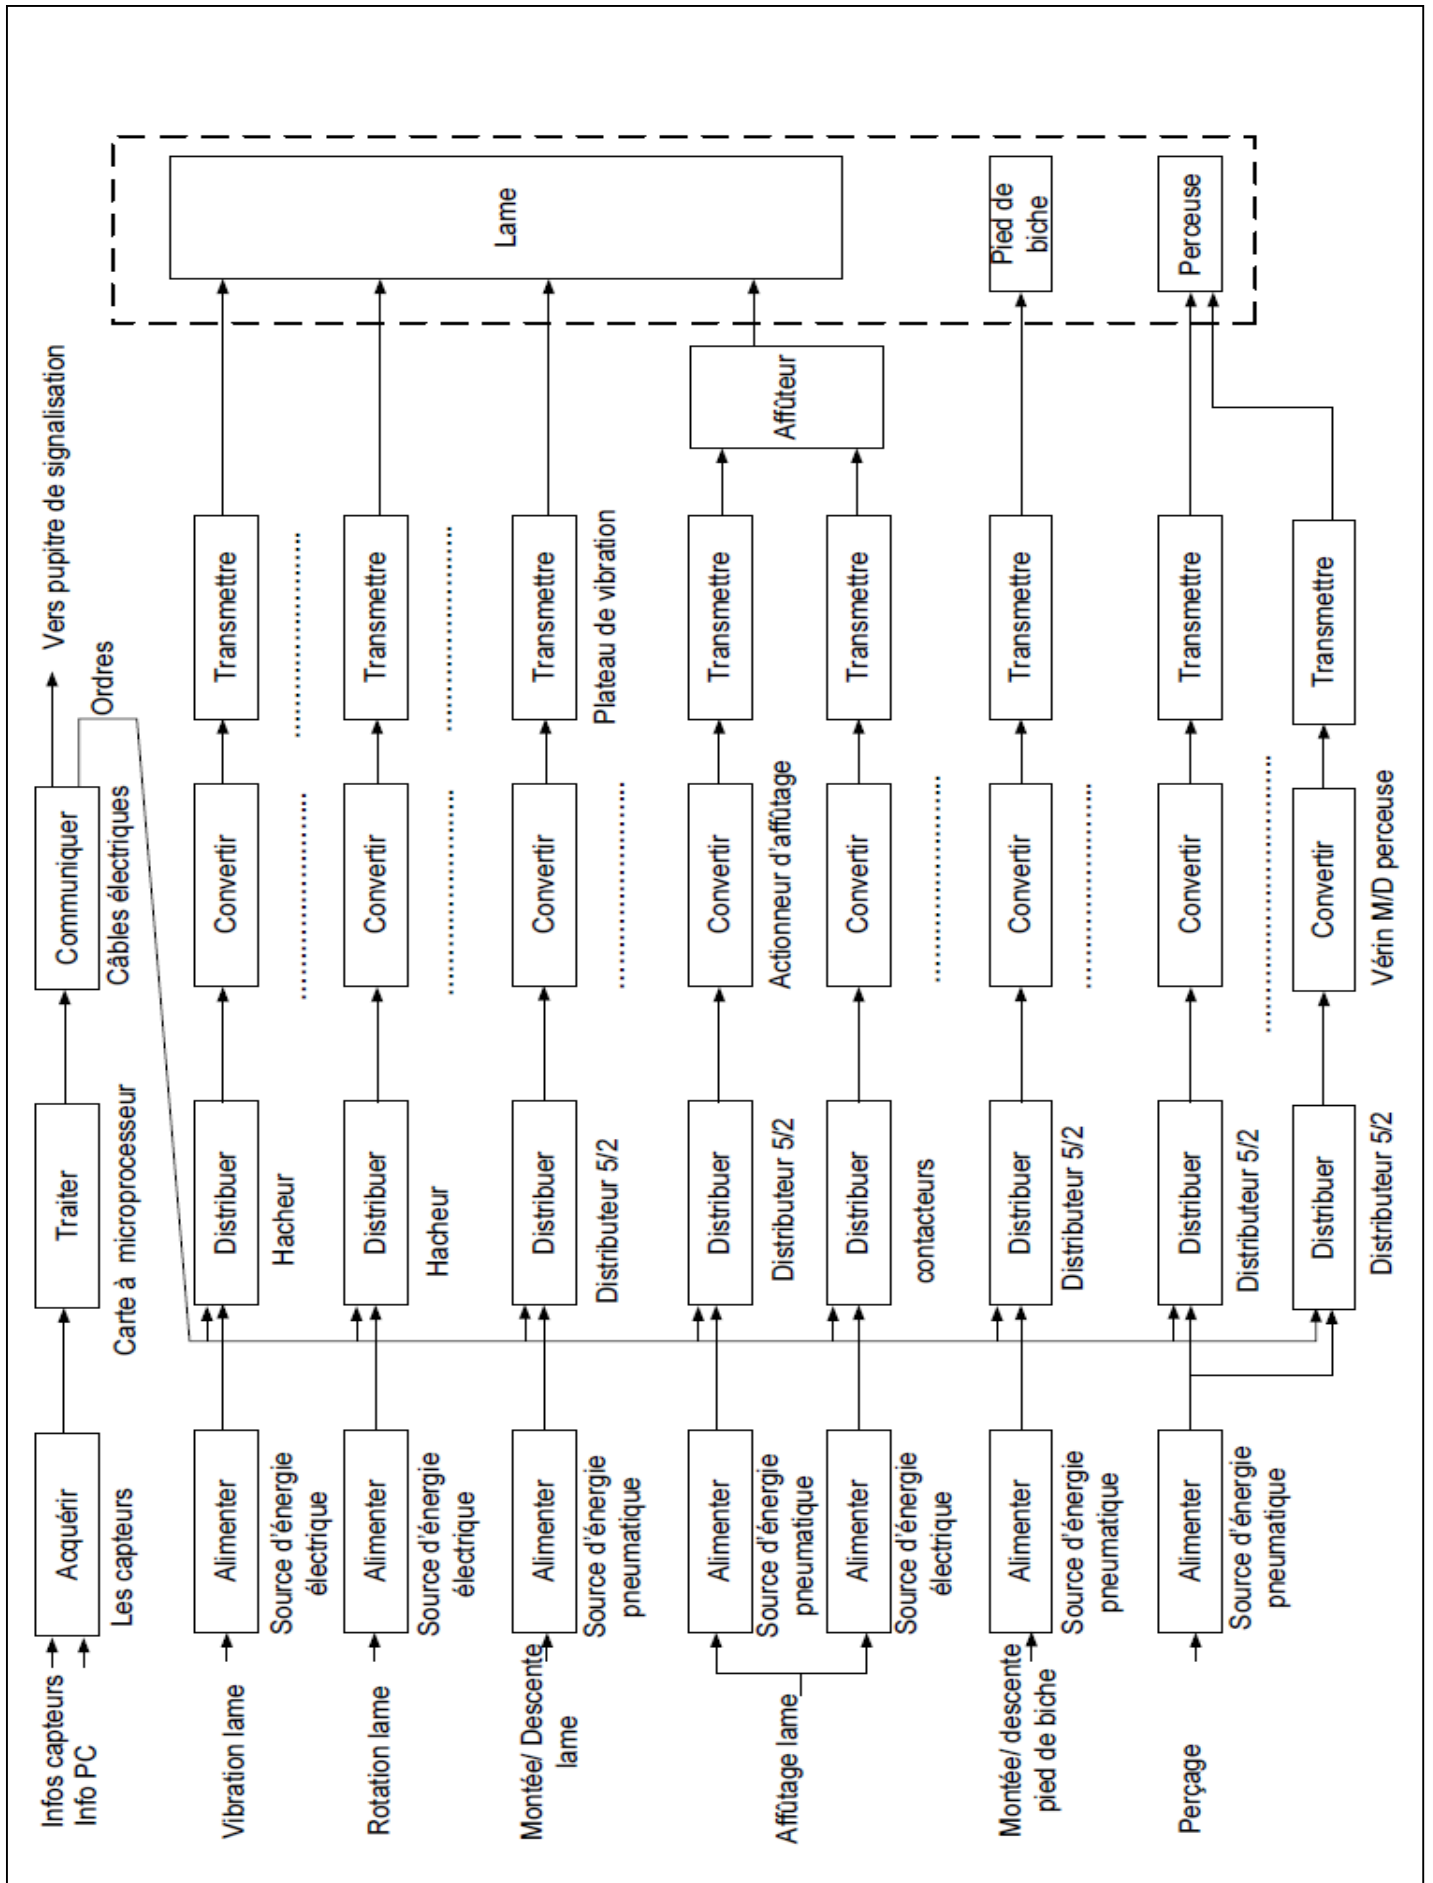 Infos capteurs
Info PC
Acquérir
Les capteurs
Traiter
Carte à microprocesseur
Communiquer
Câbles électriques
Vers pupitre de signalisation
Ordres
Vibration lame
Alimenter
Source d'énergie
électrique
Distribuer
Hacheur
Convertir
..............................
Transmettre
..............................
Lame
Rotation lame
Alimenter
Source d'énergie
électrique
Distribuer
Hacheur
Convertir
..............................
Transmettre
..............................
Montée/ Descente
lame
Alimenter
Source d'énergie
pneumatique
Distribuer
Distributeur 5/2
Convertir
..............................
Transmettre
Plateau de vibration
Affûtage lame
Alimenter
Source d'énergie
pneumatique
Distribuer
Distributeur 5/2
Convertir
Actionneur d'affûtage
Transmettre
Affûteur
Alimenter
Source d'énergie
électrique
Distribuer
contacteurs
Convertir
..............................
Transmettre
Montée/ descente
pied de biche
Alimenter
Source d'énergie
pneumatique
Distribuer
Distributeur 5/2
Convertir
..............................
Transmettre
Pied de
biche
Perçage
Alimenter
Source d'énergie
pneumatique
Distribuer
Distributeur 5/2
Convertir
........................................
Transmettre
Perceuse
Distribuer
Distributeur 5/2
Convertir
Vérin M/D perceuse
Transmettre